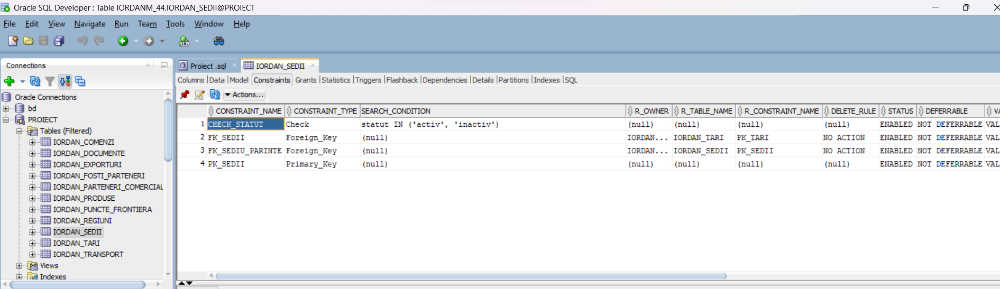 Oracle SQL Developer : Table IORDANM_44.IORDAN_SEDII@PROIECT
File Edit View Navigate Run Team Tools Window Help
SQL
Connections
Oracle Connections
bd
PROIECT
Tables (Filtered)
IORDAN_COMENZI
IORDAN_DOCUMENTE
IORDAN_EXPORTURI
IORDAN_FOSTI_PARTENERI
IORDAN_PARTENERI_COMERCIAL
IORDAN_PRODUSE
IORDAN_PUNCTE_FRONTIERA
IORDAN_REGIUNI
IORDAN_SEDII
IORDAN_TARI
IORDAN_TRANSPORT
Views
Indexes
Proiect .sql IORDAN_SEDII
Columns Data Model Constraints Grants Statistics Triggers Flashback Dependencies Details Partitions Indexes SQL
Actions...
CONSTRAINT_NAME CONSTRAINT_TYPE SEARCH_CONDITION R_OWNER R_TABLE_NAME R_CONSTRAINT_NAME DELETE_RULE STATUS DEFERRABLE VA
1 CHECK_STATUT Check statut IN ('activ', 'inactiv') (null) (null) (null) (null) ENABLED NOT DEFERRABLE VAL
2 FK_SEDII Foreign_Key (null) IORDAN... IORDAN_TARI PK_TARI NO ACTION ENABLED NOT DEFERRABLE VAL
3 FK_SEDIU_PARINTE Foreign_Key (null) IORDAN... IORDAN_SEDII PK_SEDII NO ACTION ENABLED NOT DEFERRABLE VAL
4 PK_SEDII Primary_Key (null) (null) (null) (null) (null) ENABLED NOT DEFERRABLE VAL